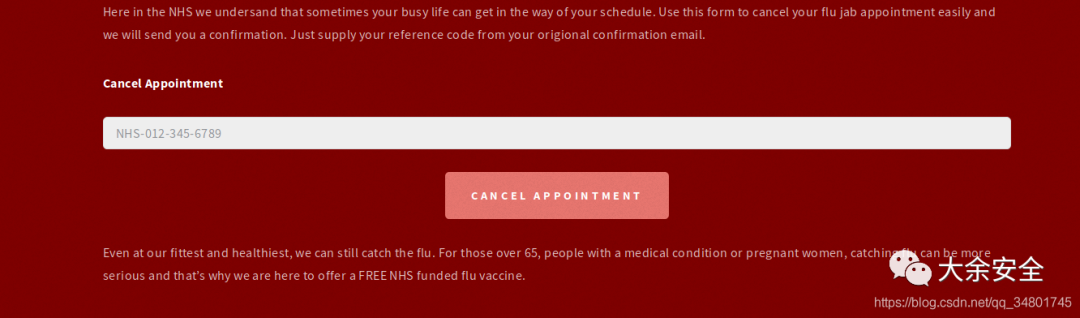 Here in the NHS we undersand that sometimes your busy life can get in the way of your schedule. Use this form to cancel your flu jab appointment easily and
we will send you a confirmation. Just supply your reference code from your origional confirmation email.
Cancel Appointment
NHS-012-345-6789
CANCEL APPOINTMENT
Even at our fittest and healthiest, we can still catch the flu. For those over 65, people with a medical condition or pregnant women, catching flu can be more
serious and that's why we are here to offer a FREE NHS funded flu vaccine.
大余安全
https://blog.csdn.net/qq_34801745